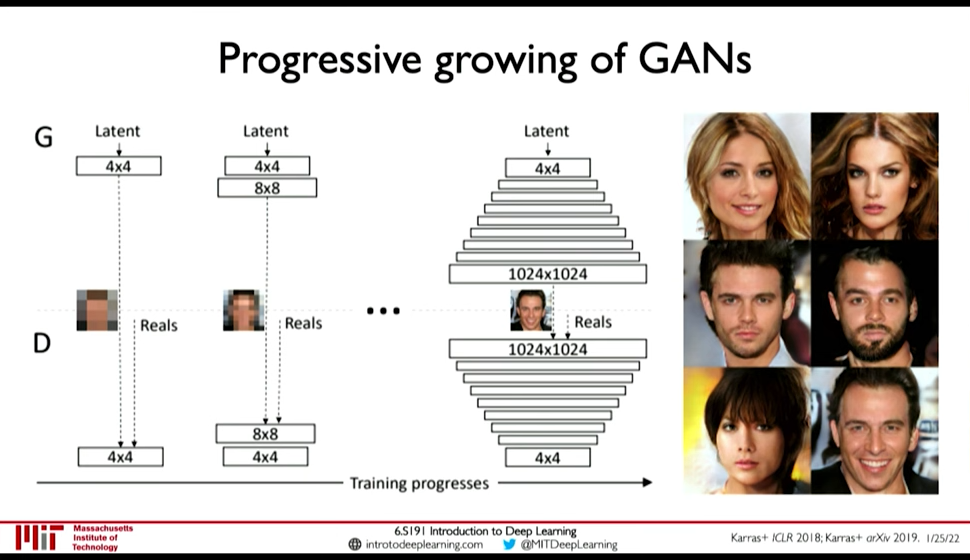 Progressive growing of GANs
G
Latent
4x4
Latent
4x4
8x8
Latent
4x4
1024x1024
...
Reals
Reals
Reals
D
4x4
8x8
4x4
1024x1024
4x4
Training progresses
MIT
Massachusetts
Institute of
Technology
6.S191 Introduction to Deep Learning
introtodeeplearning.com @MITDeepLearning
Karras+ ICLR 2018; Karras+ arXiv 2019. 1/25/22